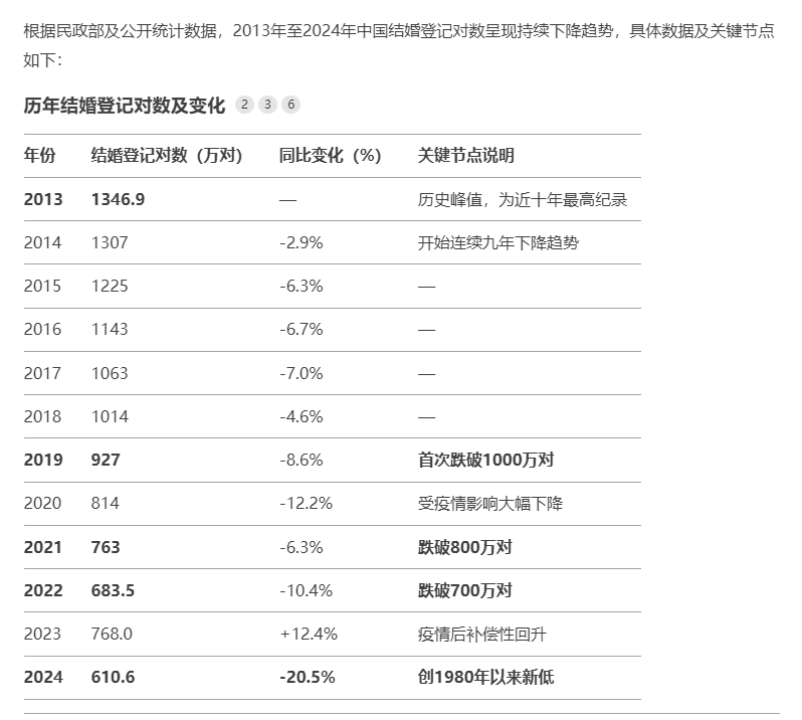 根据民政部及公开统计数据，2013年至2024年中国结婚登记对数呈现持续下降趋势，具体数据及关键节点
如下：
历年结婚登记对数及变化 2 3 6
年份 结婚登记对数（万对） 同比变化（%） 关键节点说明
2013 1346.9 — 历史峰值，为近十年最高纪录
2014 1307 -2.9% 开始连续九年下降趋势
2015 1225 -6.3% —
2016 1143 -6.7% —
2017 1063 -7.0% —
2018 1014 -4.6% —
2019 927 -8.6% 首次跌破1000万对
2020 814 -12.2% 受疫情影响大幅下降
2021 763 -6.3% 跌破800万对
2022 683.5 -10.4% 跌破700万对
2023 768.0 +12.4% 疫情后补偿性回升
2024 610.6 -20.5% 创1980年以来新低